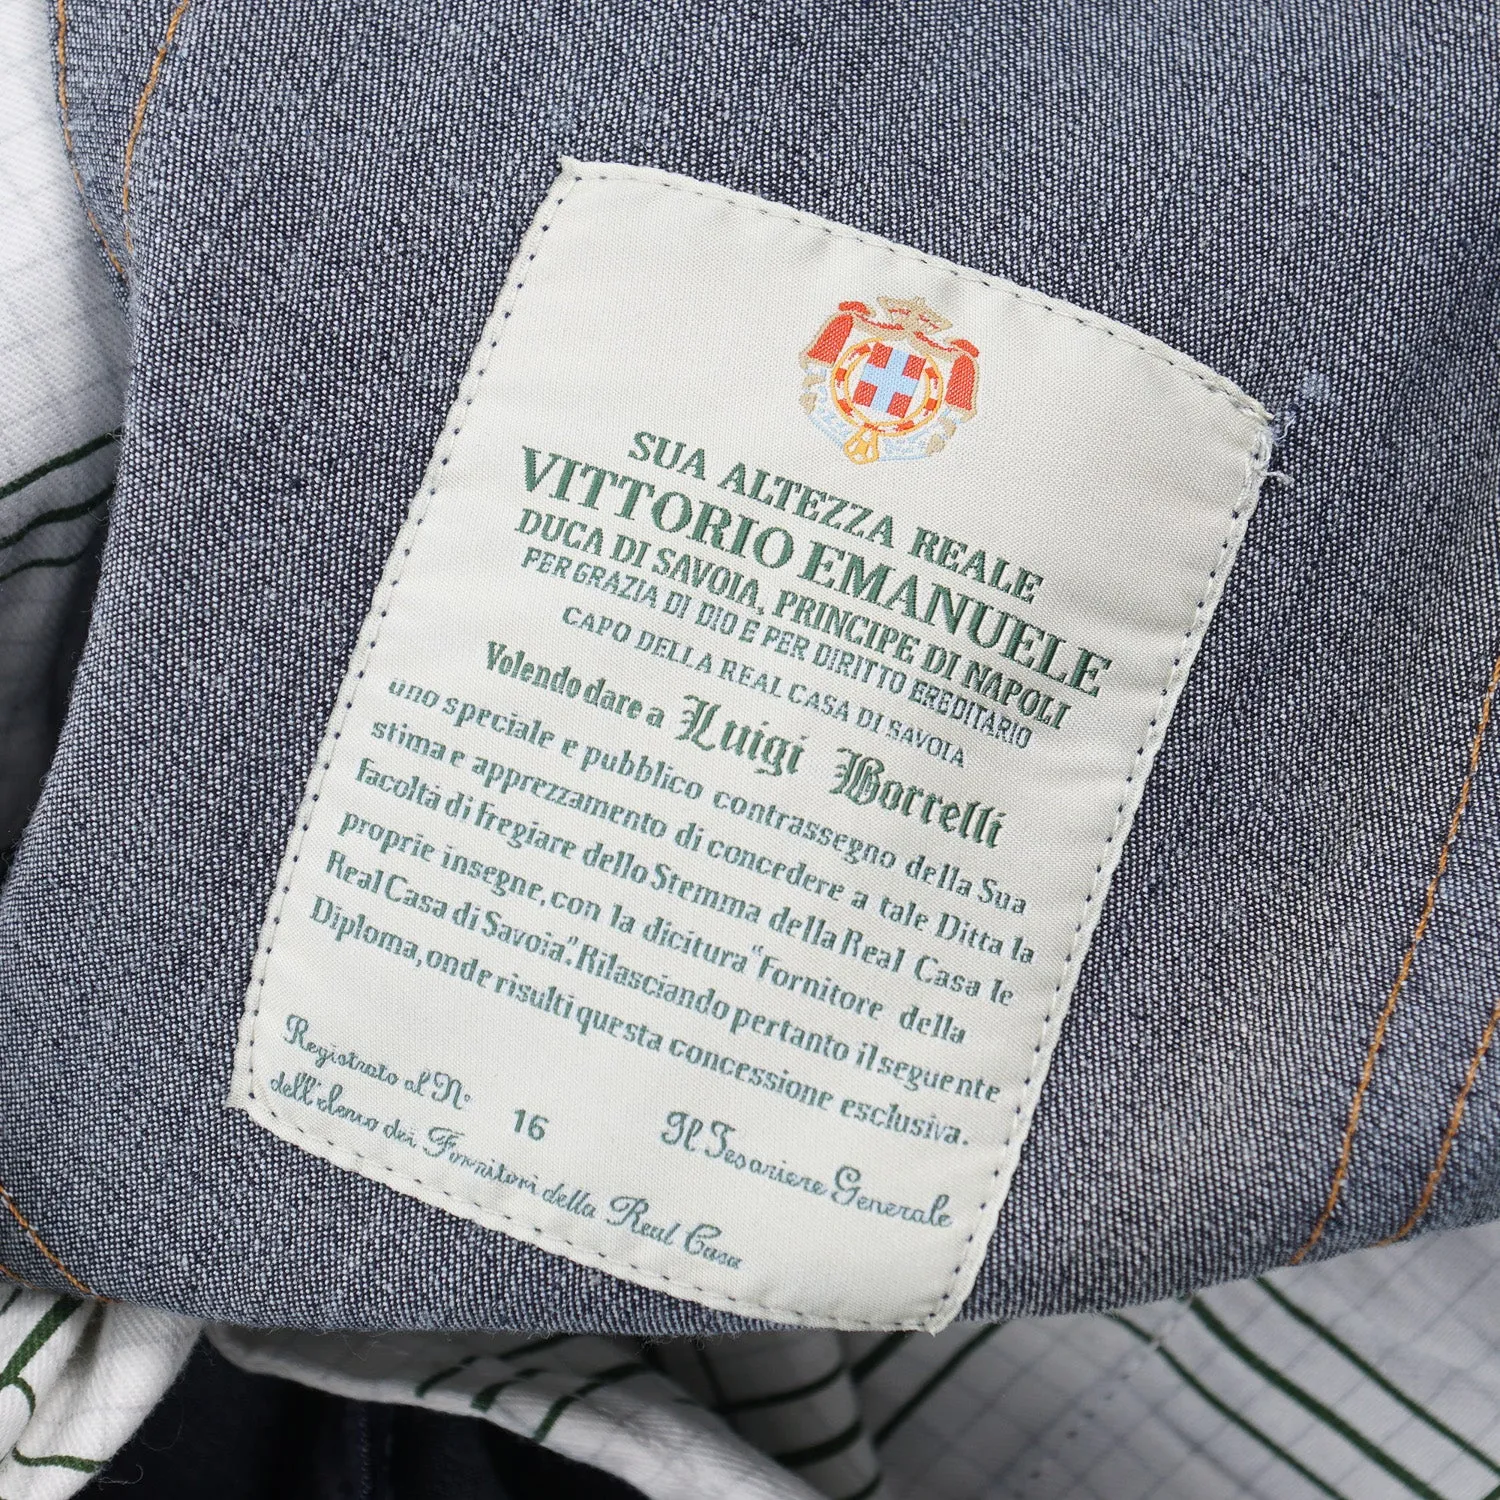 SUA ALTEZZA REALE
VITTORIO EMANUELE
DUCA DI SAVOIA, PRINCIPE DI NAPOLI
PER GRAZIA DI DIO E PER DIRITTO EREDITARIO
CAPO DELLA REAL CASA DI SAVOIA
Volendo dare a Luigi Borrelli
uno speciale e pubblico contrassegno della Sua
stima e apprezzamento di concedere a tale Ditta la
facoltà di fregiare dello Stemma della Real Casa le
proprie insegne, con la dicitura "Fornitore della
Real Casa di Savoia". Rilasciando pertanto il seguente
Diploma, onde risulti questa concessione esclusiva.
Registrato al N°
dell'elenco dei Fornitori della Real Casa
16
Il Tesoriere Generale